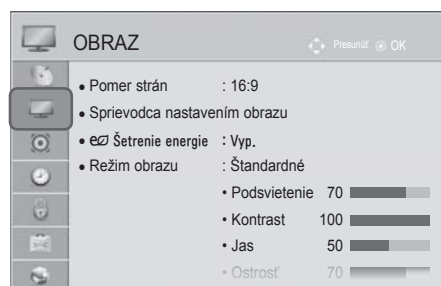 OBRAZ
Presunúť OK
• Pomer strán : 16:9
• Sprievodca nastavením obrazu
• Šetrenie energie : Vyp.
• Režim obrazu : Štandardné
• Podsvietenie 70
• Kontrast 100
• Jas 50
• Ostrosť 70